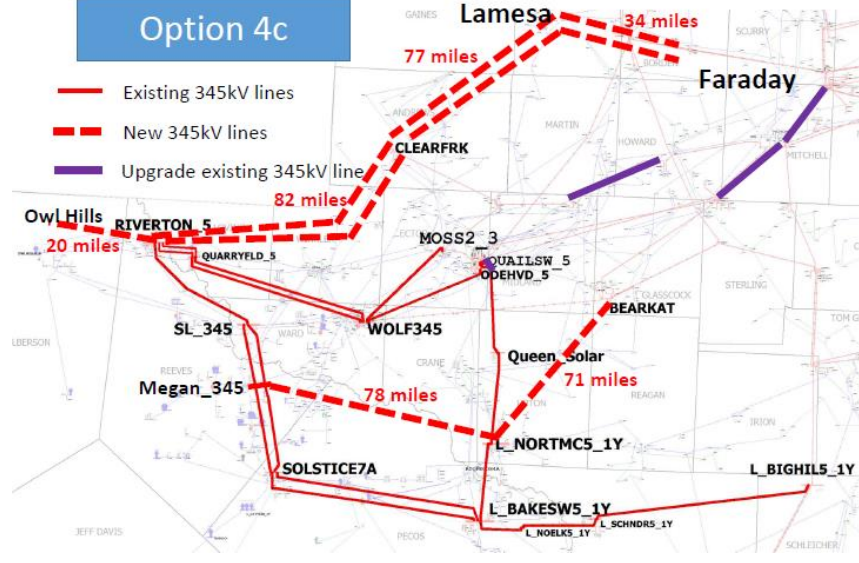 Option 4c
GAINES
Lamesa
34 miles
SCURRY
77 miles
BORDEN
Faraday
Existing 345kV lines
New 345kV lines
Upgrade existing 345kV line
MARTIN
HOWARD
MITCHELL
CLEARFRK
82 miles
Owl Hills
RIVERTON_5
20 miles
QUARRYFLD_5
MOSS2_3
QUAILSW_5
ODEHVD_5
MIDLAND
GLASSCOCK
STERLING
BEARKAT
TOM G
SL_345
WARD
WOLF345
CRANE
Queen_Solar
71 miles
REEVES
Megan_345
78 miles
REAGAN
IRION
L_NORTMC5_1Y
SOLSTICE7A
L_BIGHIL5_1Y
L_BAKESW5_1Y
L_SCHNDR5_1Y
L_NOELK5_1Y
JEFF DAVIS
PECOS
SCHLEICHER